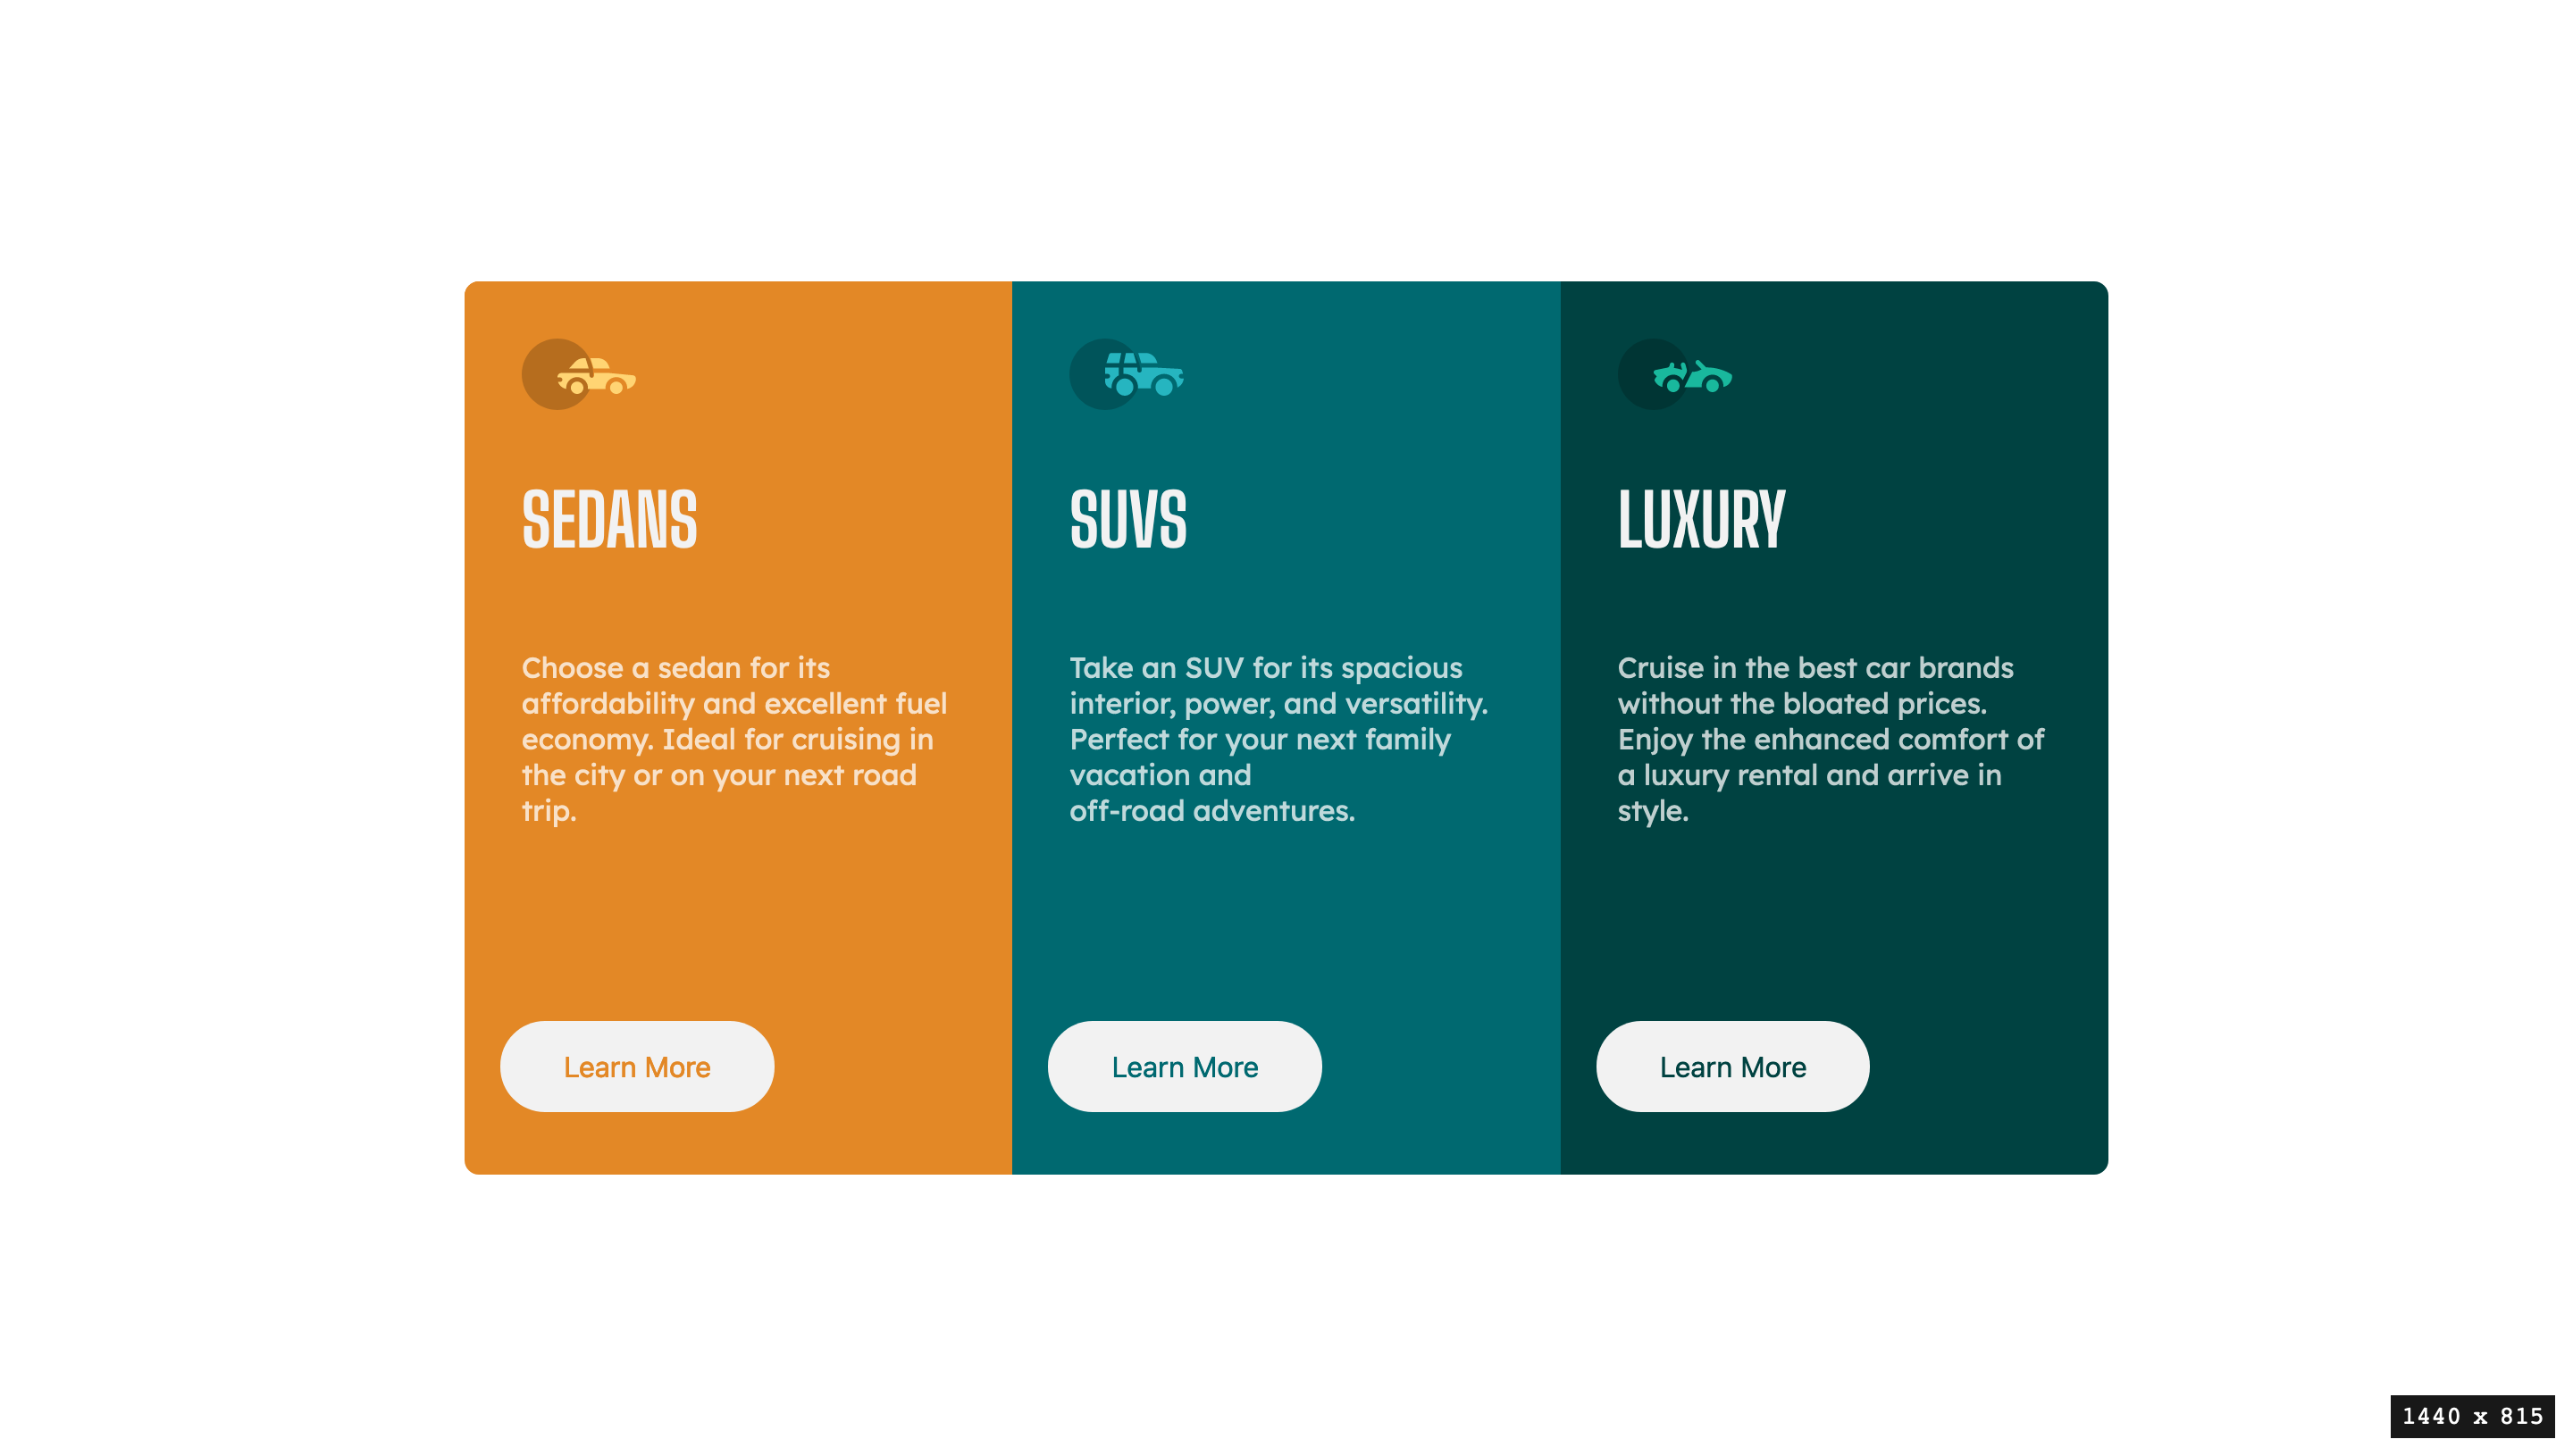 SEDANS
Choose a sedan for its
affordability and excellent fuel
economy. Ideal for cruising in
the city or on your next road
trip.
Learn More
SUVS
Take an SUV for its spacious
interior, power, and versatility.
Perfect for your next family
vacation and
off-road adventures.
Learn More
LUXURY
Cruise in the best car brands
without the bloated prices.
Enjoy the enhanced comfort of
a luxury rental and arrive in
style.
Learn More
1440 x 815